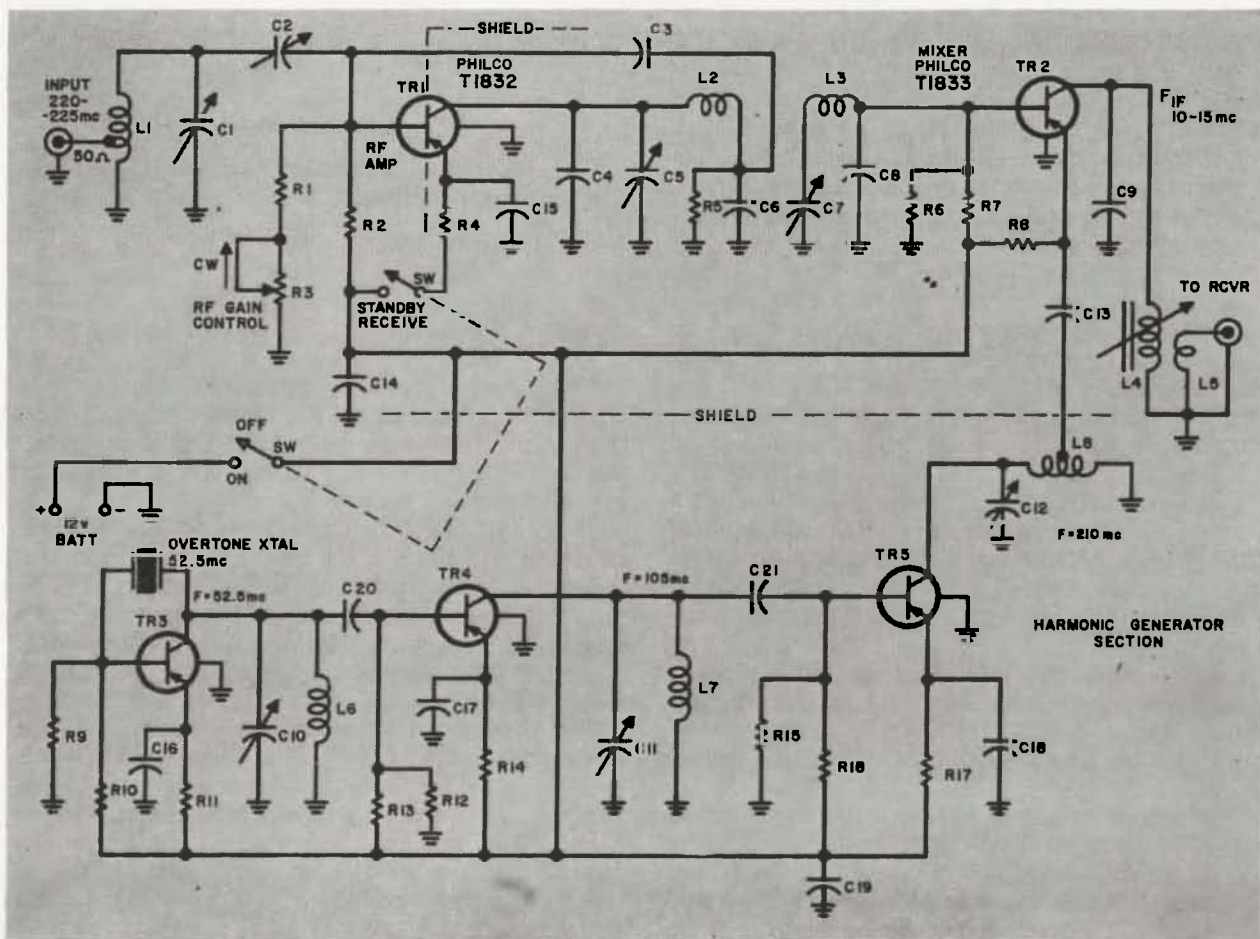 C2
SHIELD
C3
INPUT
220-
-225mc
50Ω
L1
C1
PHILCO
T1832
TR1
RF
AMP
L2
L3
MIXER
PHILCO
T1833
TR2
FIF
10-15mc
R1
R2
R4
C15
C4
C5
R5
C6
C7
C8
R6
R7
R8
C9
CW
R3
RF GAIN
CONTROL
SW
STANDBY
RECEIVE
C13
TO RCVR
L4
L5
C14
SHIELD
OFF
SW
ON
L8
C12
F=210mc
+
-
12v
BATT
OVERTONE XTAL
52.5mc
F=52.5mc
TR3
C20
TR4
F=105mc
C21
TR5
HARMONIC GENERATOR
SECTION
R9
R10
C16
R11
C10
L6
C17
R14
R13
R12
C11
L7
R15
R16
R17
C18
C19